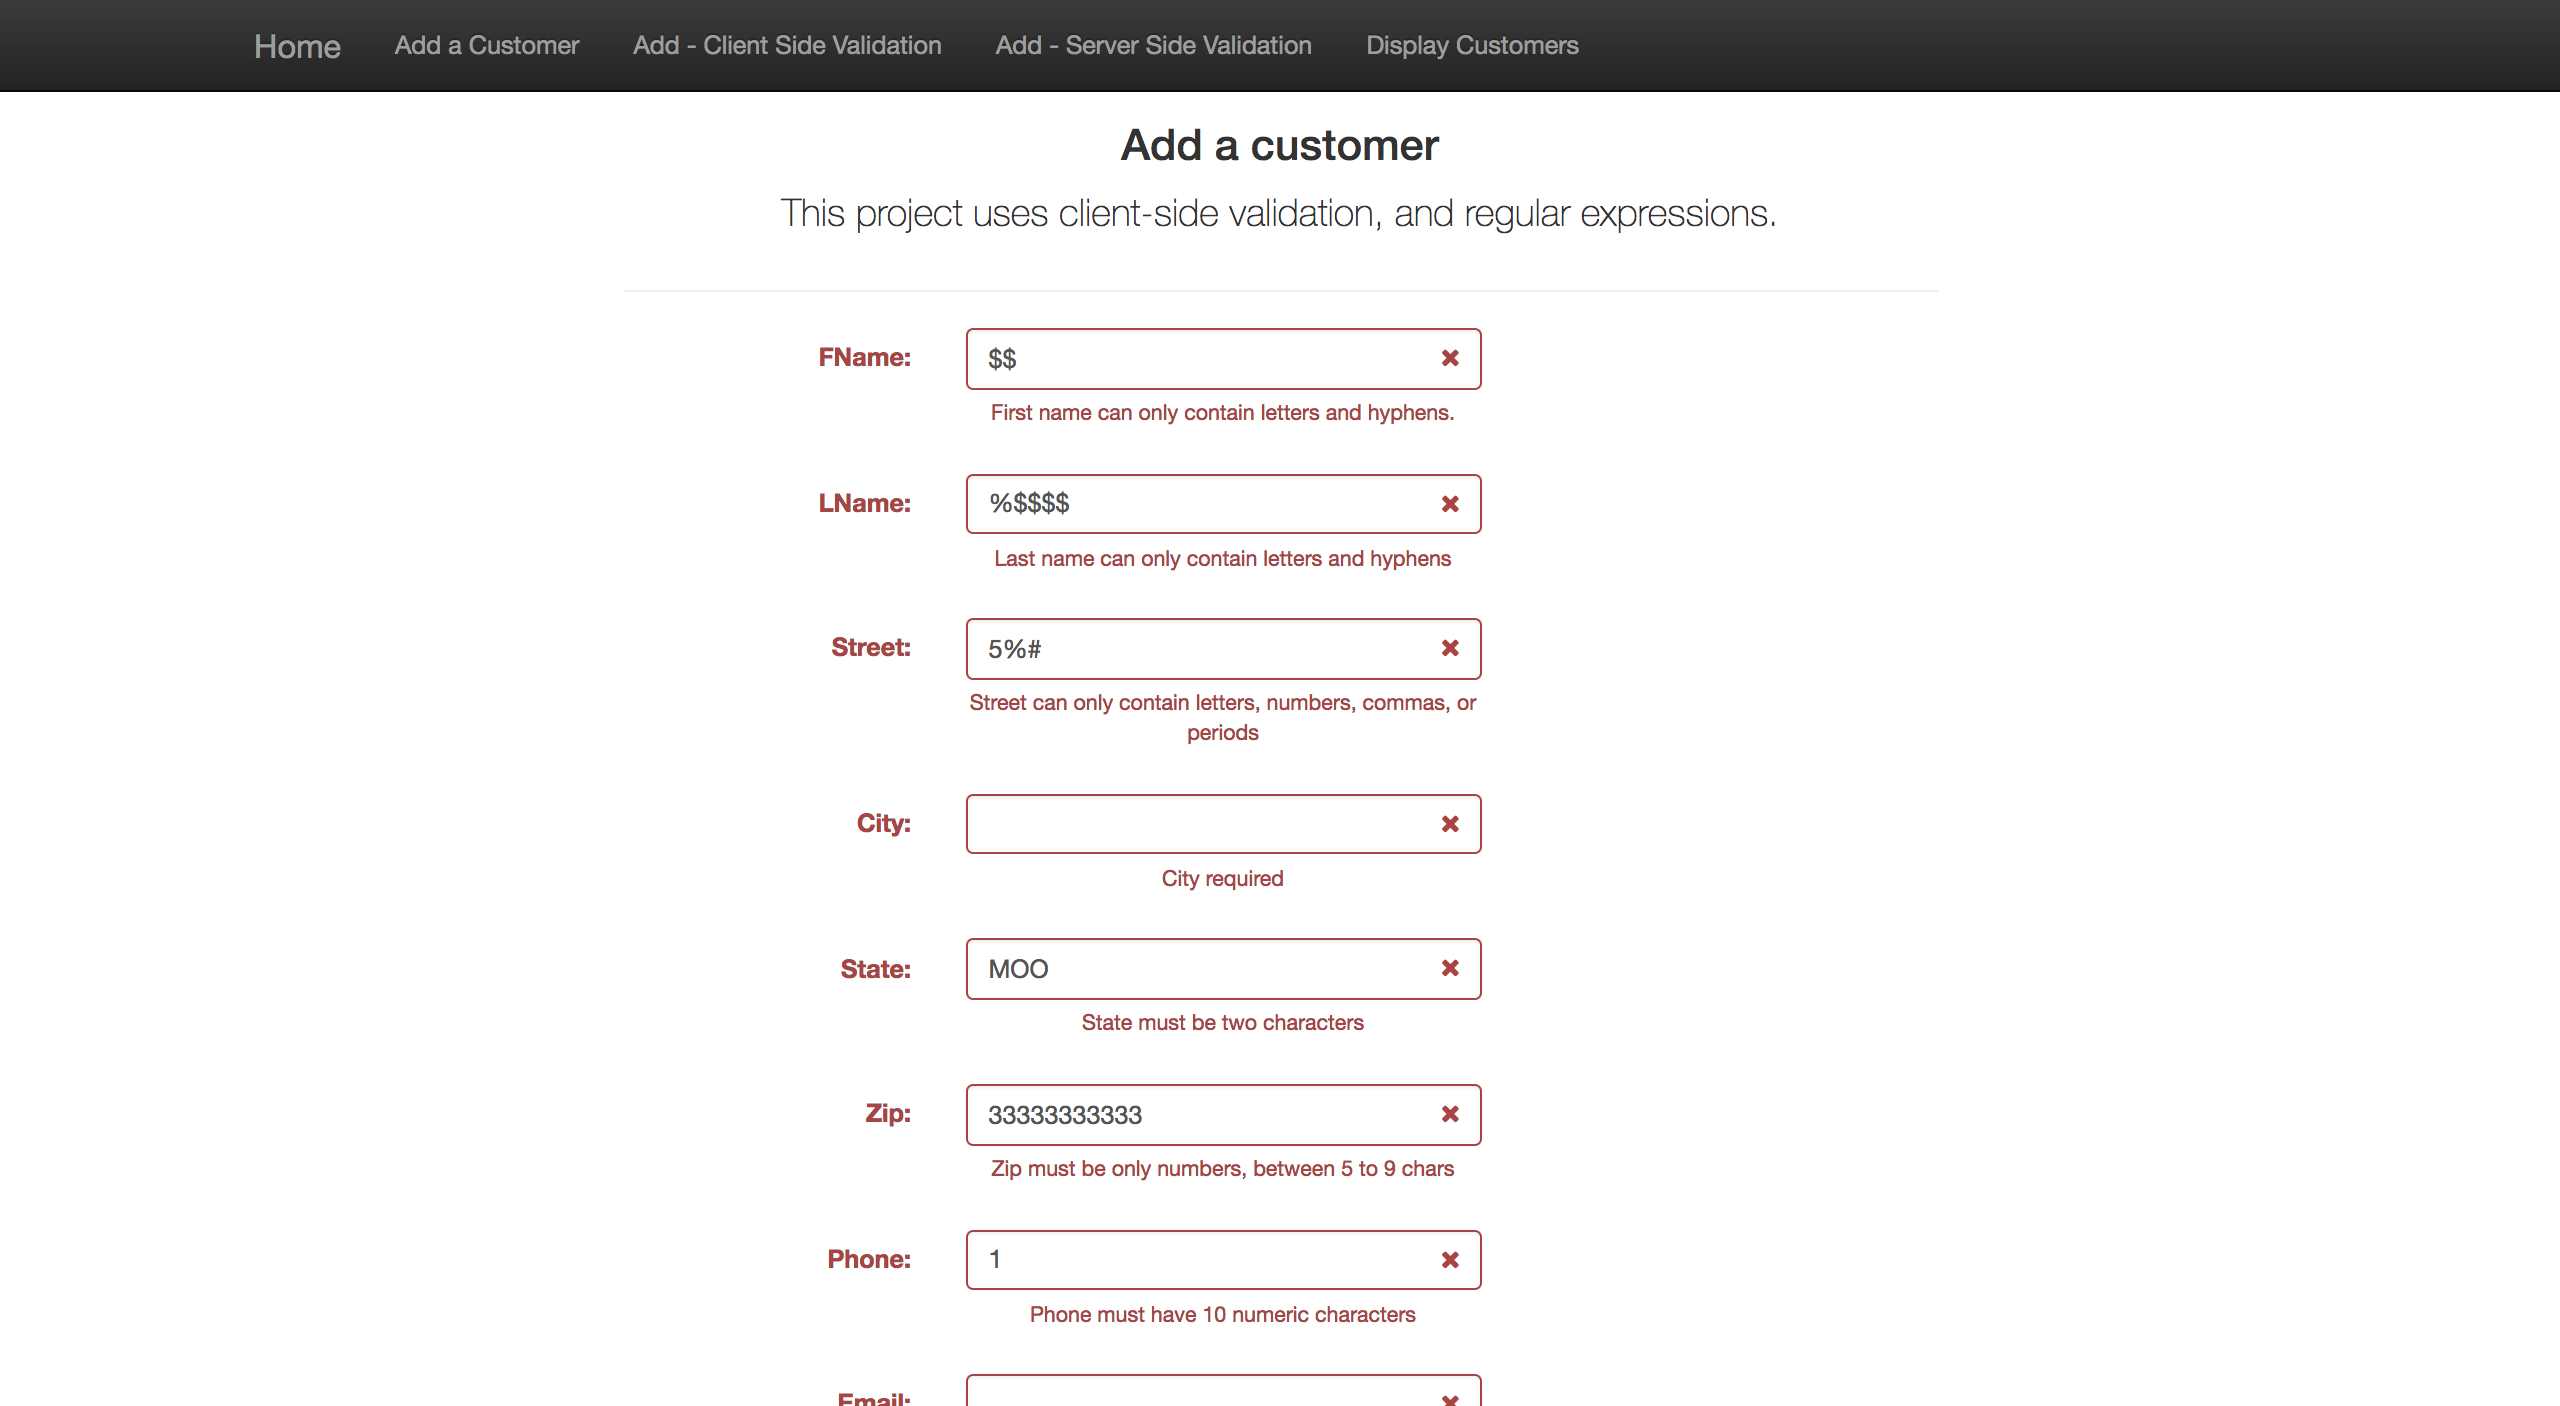 Home Add a Customer Add - Client Side Validation Add - Server Side Validation Display Customers
Add a customer
This project uses client-side validation, and regular expressions.
FName: $$
First name can only contain letters and hyphens.
LName: %$$$$
Last name can only contain letters and hyphens
Street: 5%#
Street can only contain letters, numbers, commas, or
periods
City:
City required
State: MOO
State must be two characters
Zip: 33333333333
Zip must be only numbers, between 5 to 9 chars
Phone: 1
Phone must have 10 numeric characters
Email: